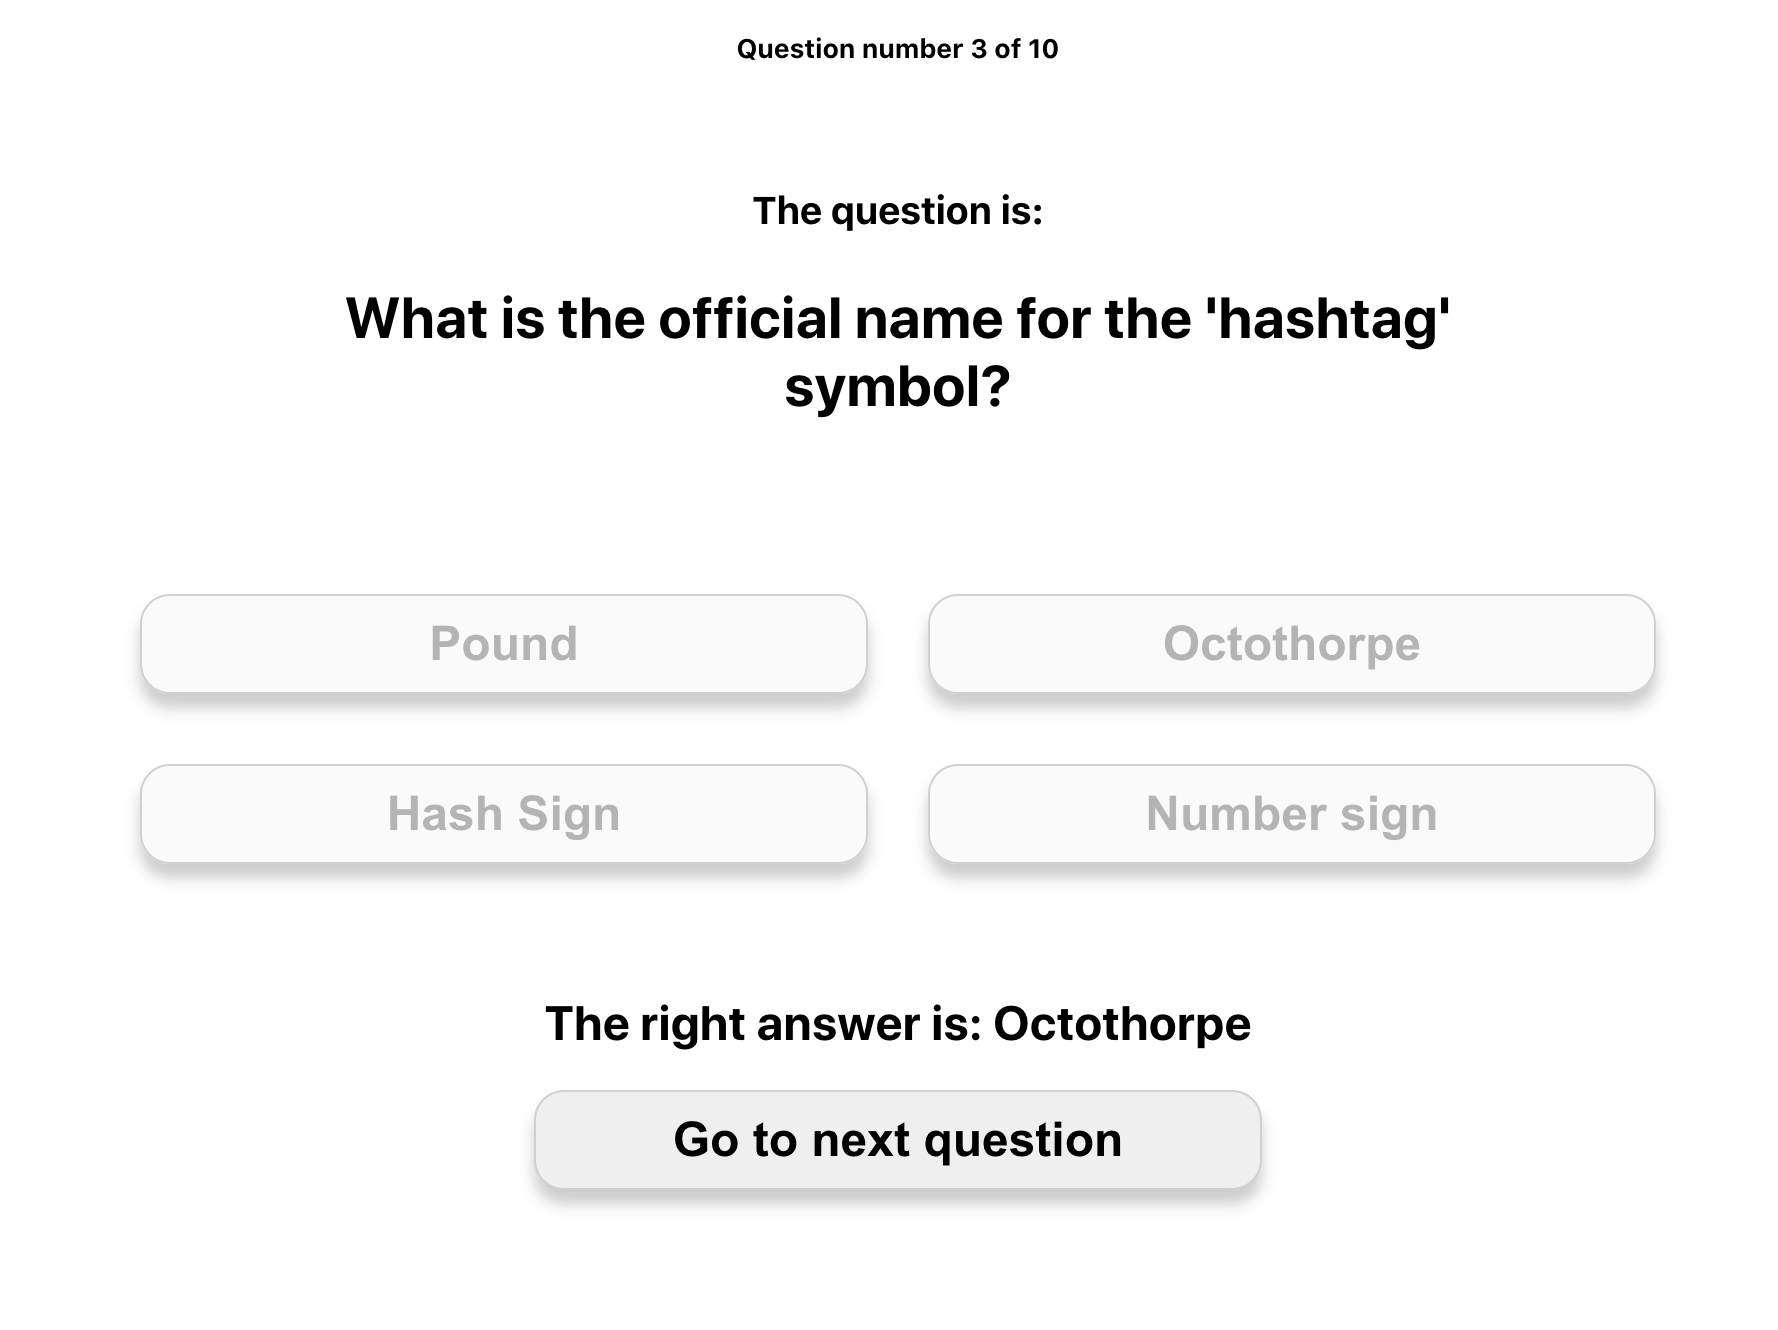 Question number 3 of 10
The question is:
What is the official name for the 'hashtag'
symbol?
Pound
Octothorpe
Hash Sign
Number sign
The right answer is: Octothorpe
Go to next question